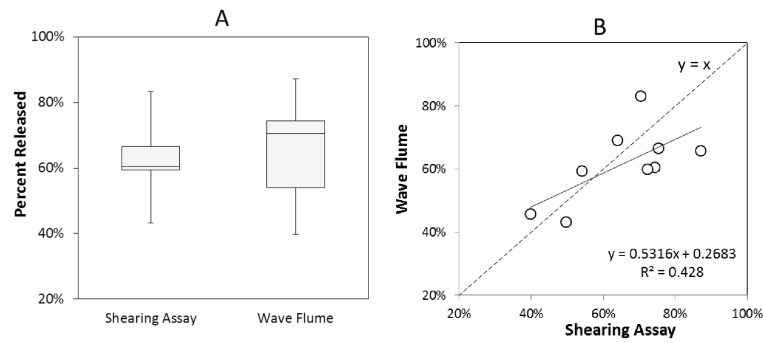 A
100%
80%
60%
40%
20%
Percent Released
Shearing Assay
Wave Flume
B
100%
80%
60%
40%
20%
Wave Flume
y = x
y = 0.5316x + 0.2683
R² = 0.428
20%
40%
60%
80%
100%
Shearing Assay